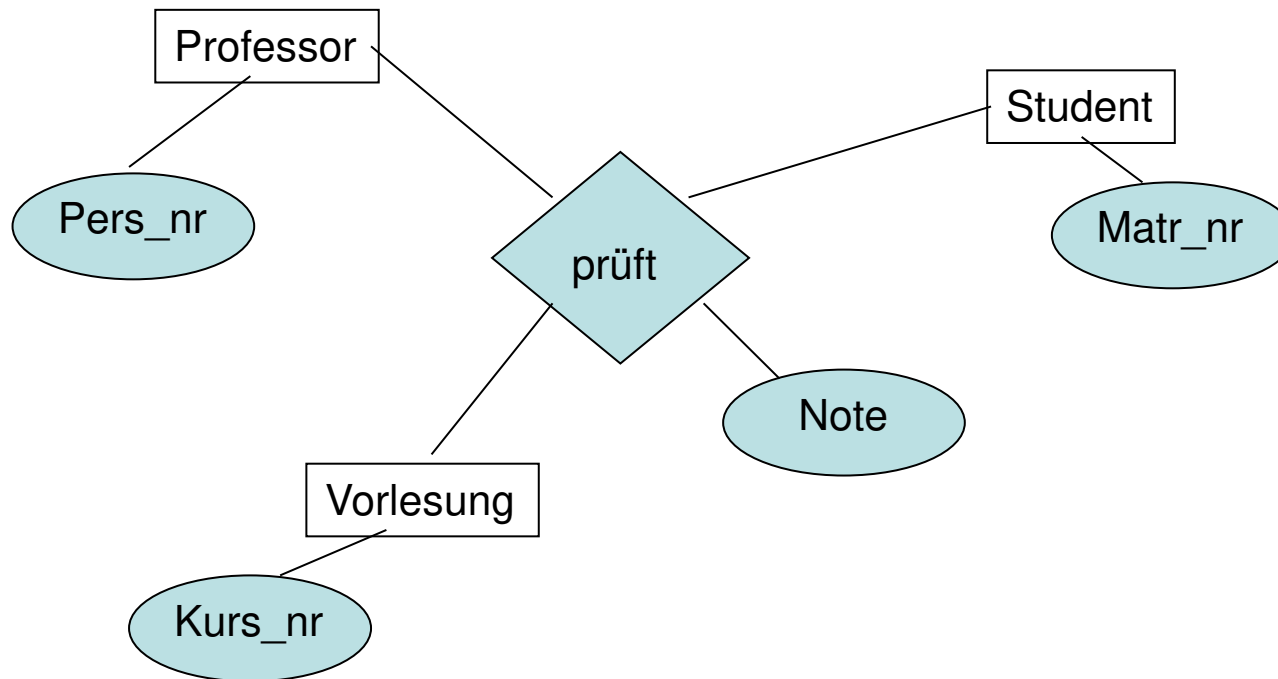 Professor
Student
Pers_nr
Matr_nr
prüft
Note
Vorlesung
Kurs_nr